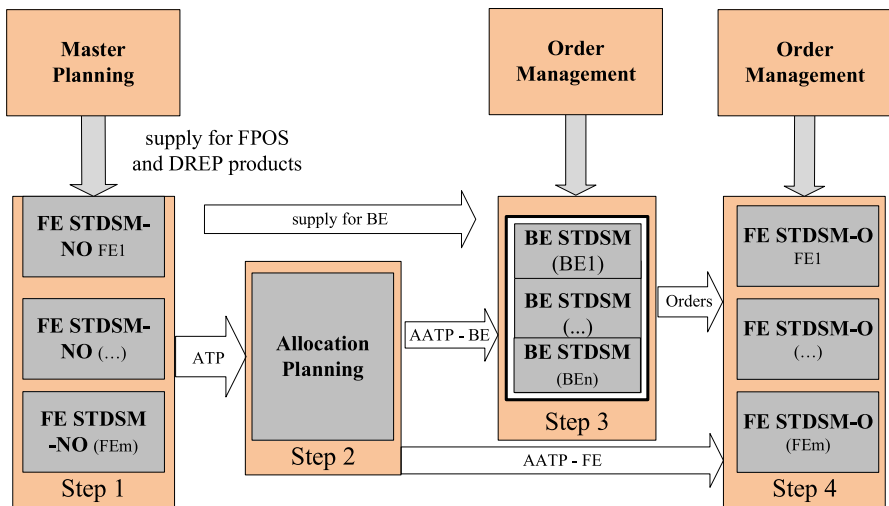 Master
Planning
Order
Management
Order
Management
supply for FPOS
and DREP products
FE STDSM-
NO FE1
FE STDSM-
NO (…)
FE STDSM
-NO (FEm)
Step 1
supply for BE
ATP
Allocation
Planning
Step 2
AATP - BE
AATP - FE
BE STDSM
(BE1)
BE STDSM
(...)
BE STDSM
(BEn)
Step 3
Orders
FE STDSM-O
FE1
FE STDSM-O
(…)
FE STDSM-O
(FEm)
Step 4